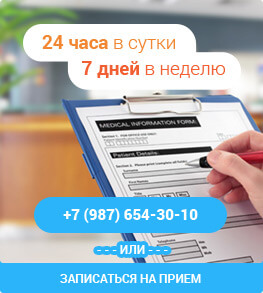 24 часа в сутки
7 дней в неделю
MEDICAL INFORMATION FORM
Patient Details:
+7 (987) 654-30-10
ИЛИ
ЗАПИСАТЬСЯ НА ПРИЕМ